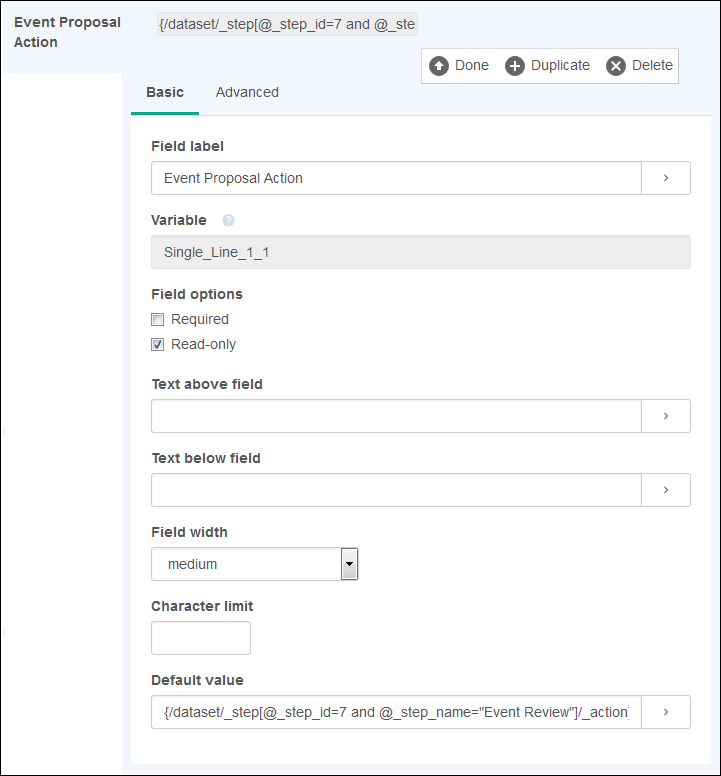 Event Proposal
Action
{/dataset/_step[@_step_id=7 and @_ste
Done Duplicate Delete
Basic Advanced
Field label
Event Proposal Action
Variable ?
Single_Line_1_1
Field options
Required
Read-only
Text above field
Text below field
Field width
medium
Character limit
Default value
{/dataset/_step[@_step_id=7 and @_step_name="Event Review"]/_action}